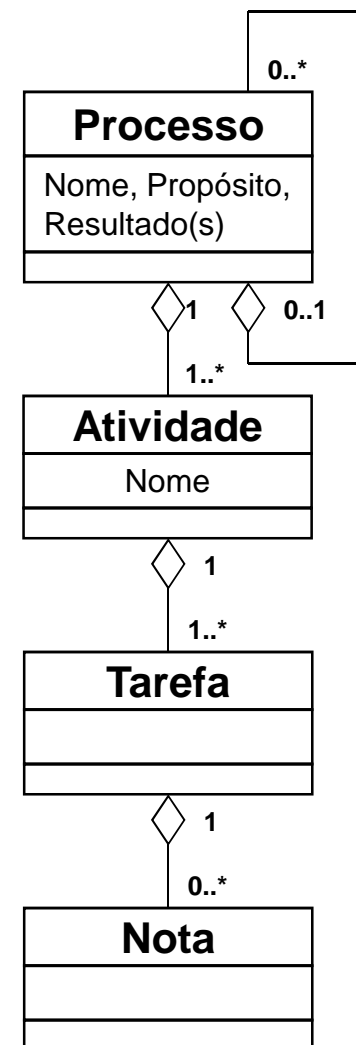 0..*
Processo
Nome, Propósito,
Resultado(s)
1
0..1
1..*
Atividade
Nome
1
1..*
Tarefa
1
0..*
Nota